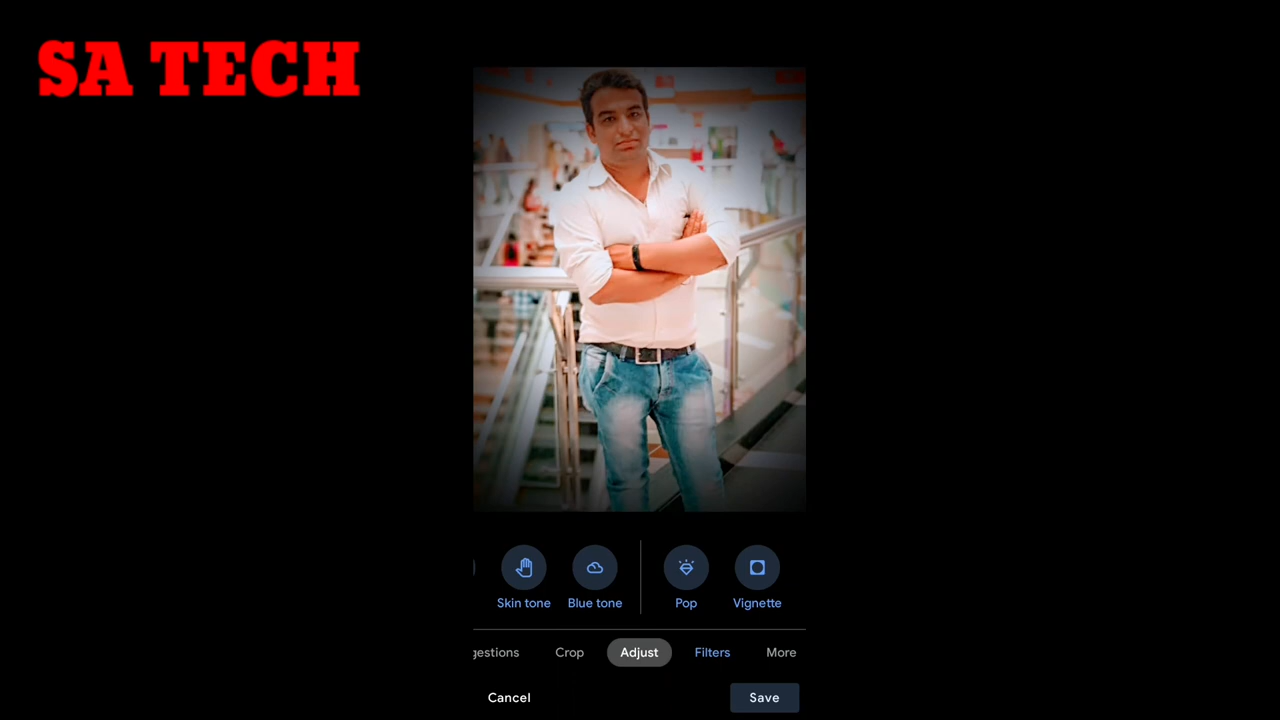 SA TECH
Skin tone
Blue tone
Pop
Vignette
gestions
Crop
Adjust
Filters
More
Cancel
Save